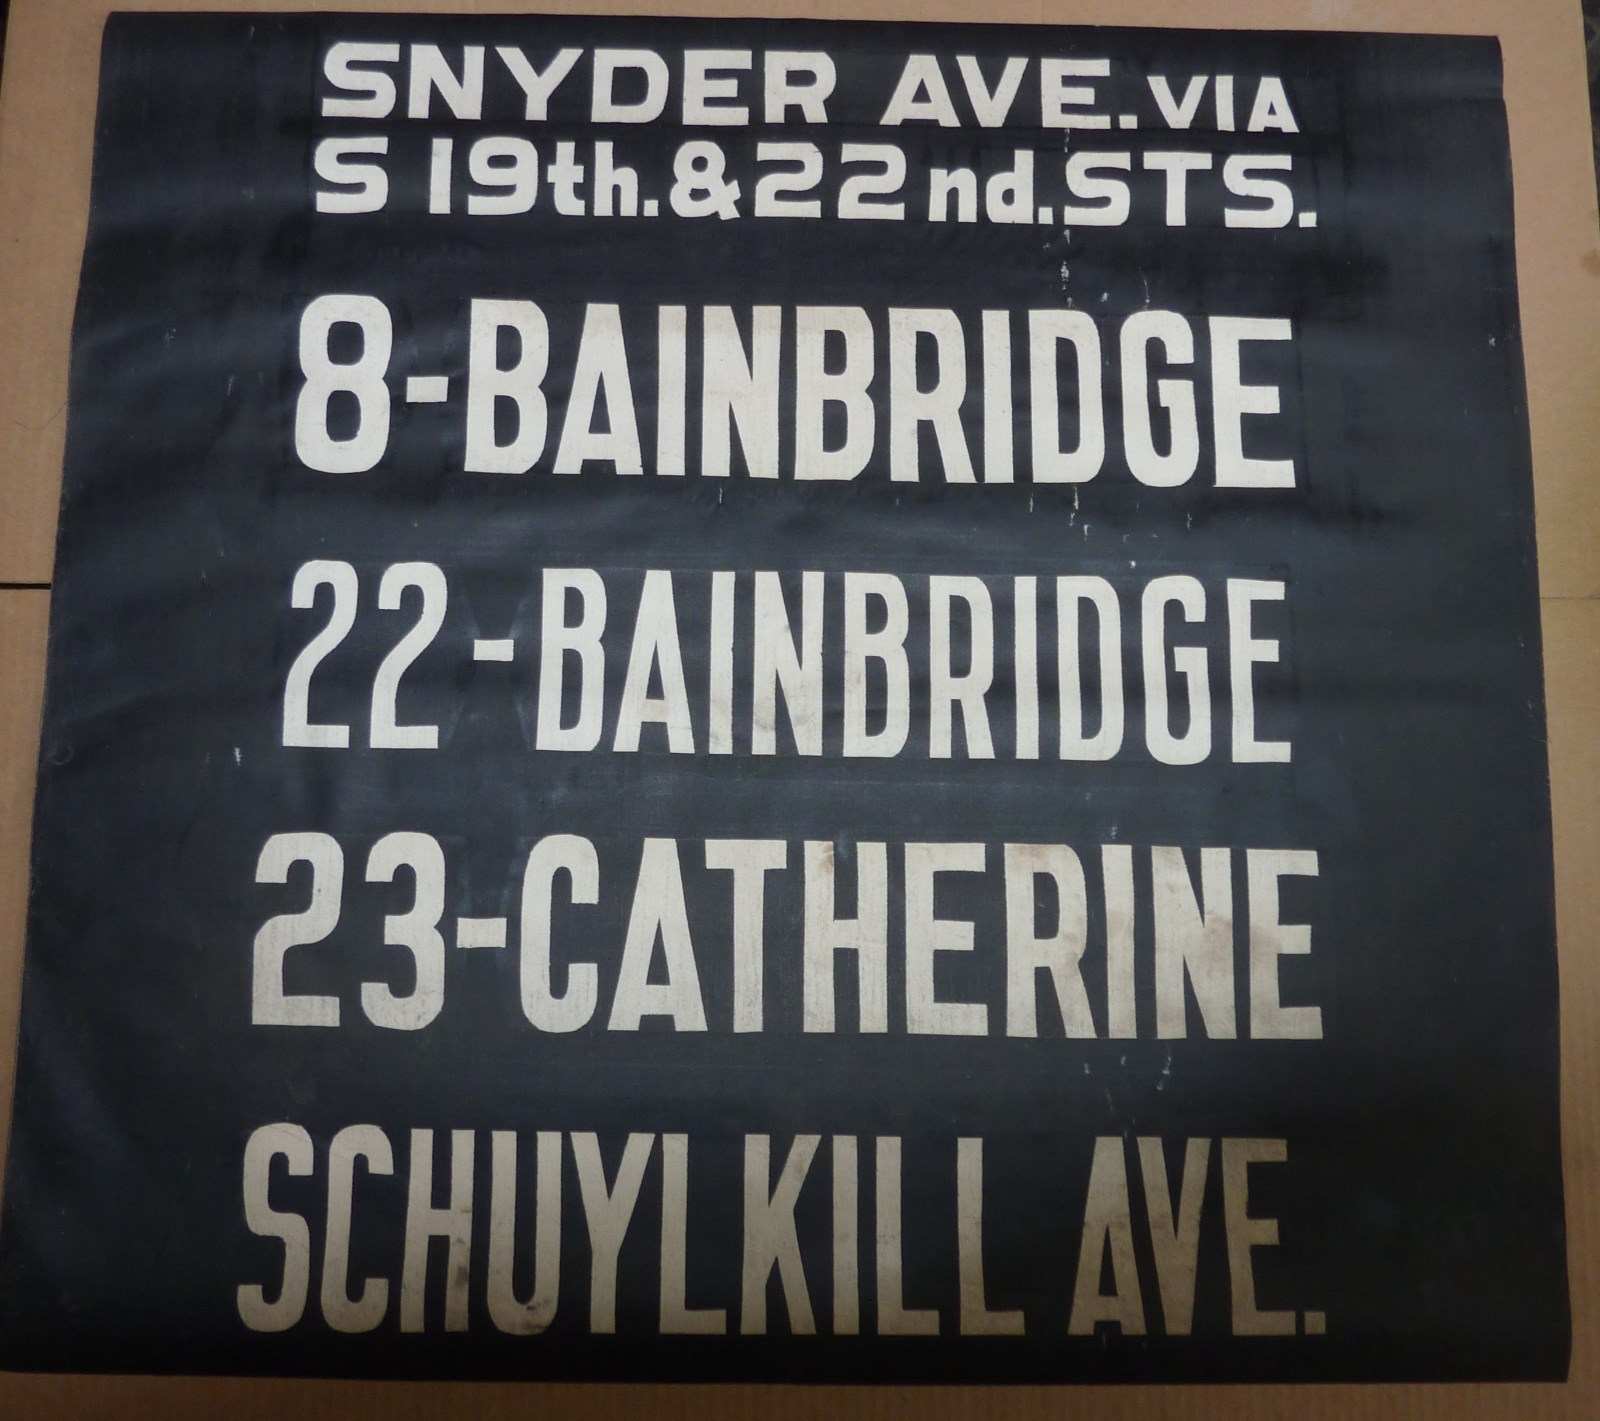 SNYDER AVE. VIA
S 19th. & 22nd. STS.
8-BAINBRIDGE
22-BAINBRIDGE
23-CATHERINE
SCHUYLKILL AVE.